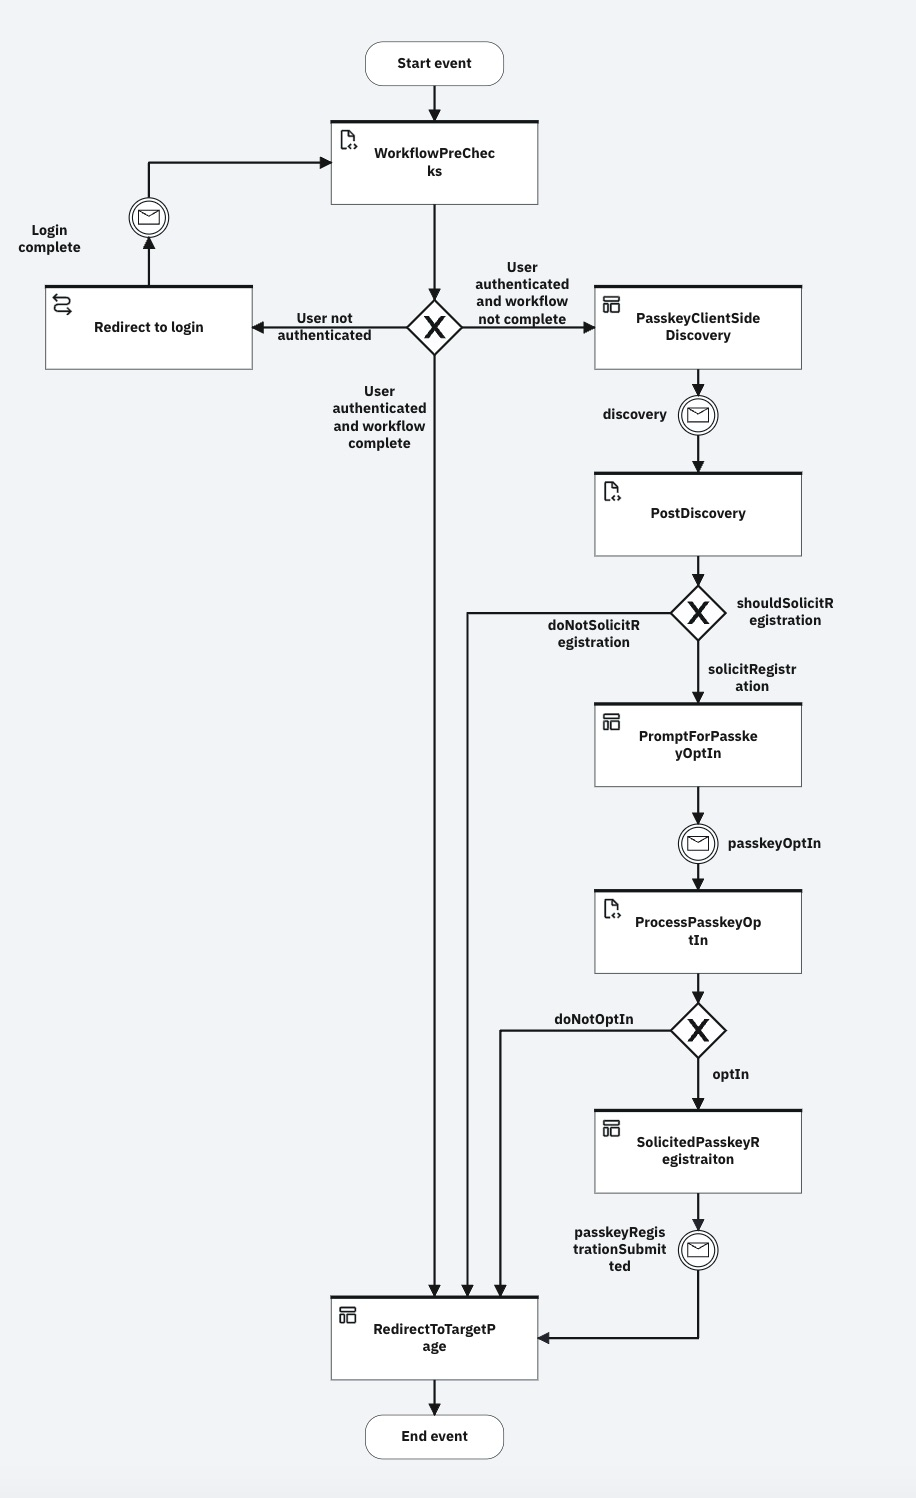 Start event
WorkflowPreChec
ks
Login
complete
User
authenticated
and workflow
not complete
Redirect to login
User not
authenticated
PasskeyClientSide
Discovery
User
authenticated
and workflow
complete
discovery
PostDiscovery
shouldSolicitR
egistration
doNotSolicitR
egistration
solicitRegistr
ation
PromptForPasske
yOptIn
passkeyOptIn
ProcessPasskeyOp
tIn
doNotOptIn
optIn
SolicitedPasskeyR
egistraiton
passkeyRegis
trationSubmit
ted
RedirectToTargetP
age
End event